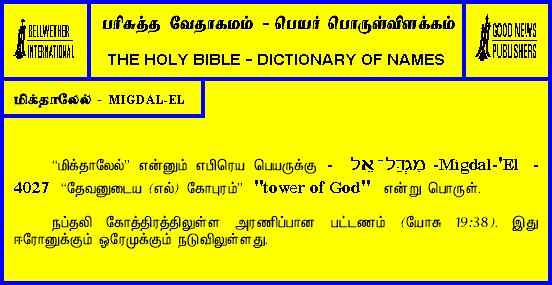 BELLWETHER
INTERNATIONAL
பரிசுத்த வேதாகமம் - பெயர் பொருள்விளக்கம்
THE HOLY BIBLE - DICTIONARY OF NAMES
GOOD NEWS
PUBLISHERS
மிக்தாலேல் - MIGDAL-EL
“மிக்தாலேல்” என்னும் எபிரெய பெயருக்கு - מִגְדַּל־אֵל -Migdal-'El -
4027 “தேவனுடைய (எல்) கோபுரம்” "tower of God" என்று பொருள்.
நப்தலி கோத்திரத்திலுள்ள அரணிப்பான பட்டணம் (யோசு 19:38). இது
ஈரோனுக்கும் ஓரேமுக்கும் நடுவிலுள்ளது.